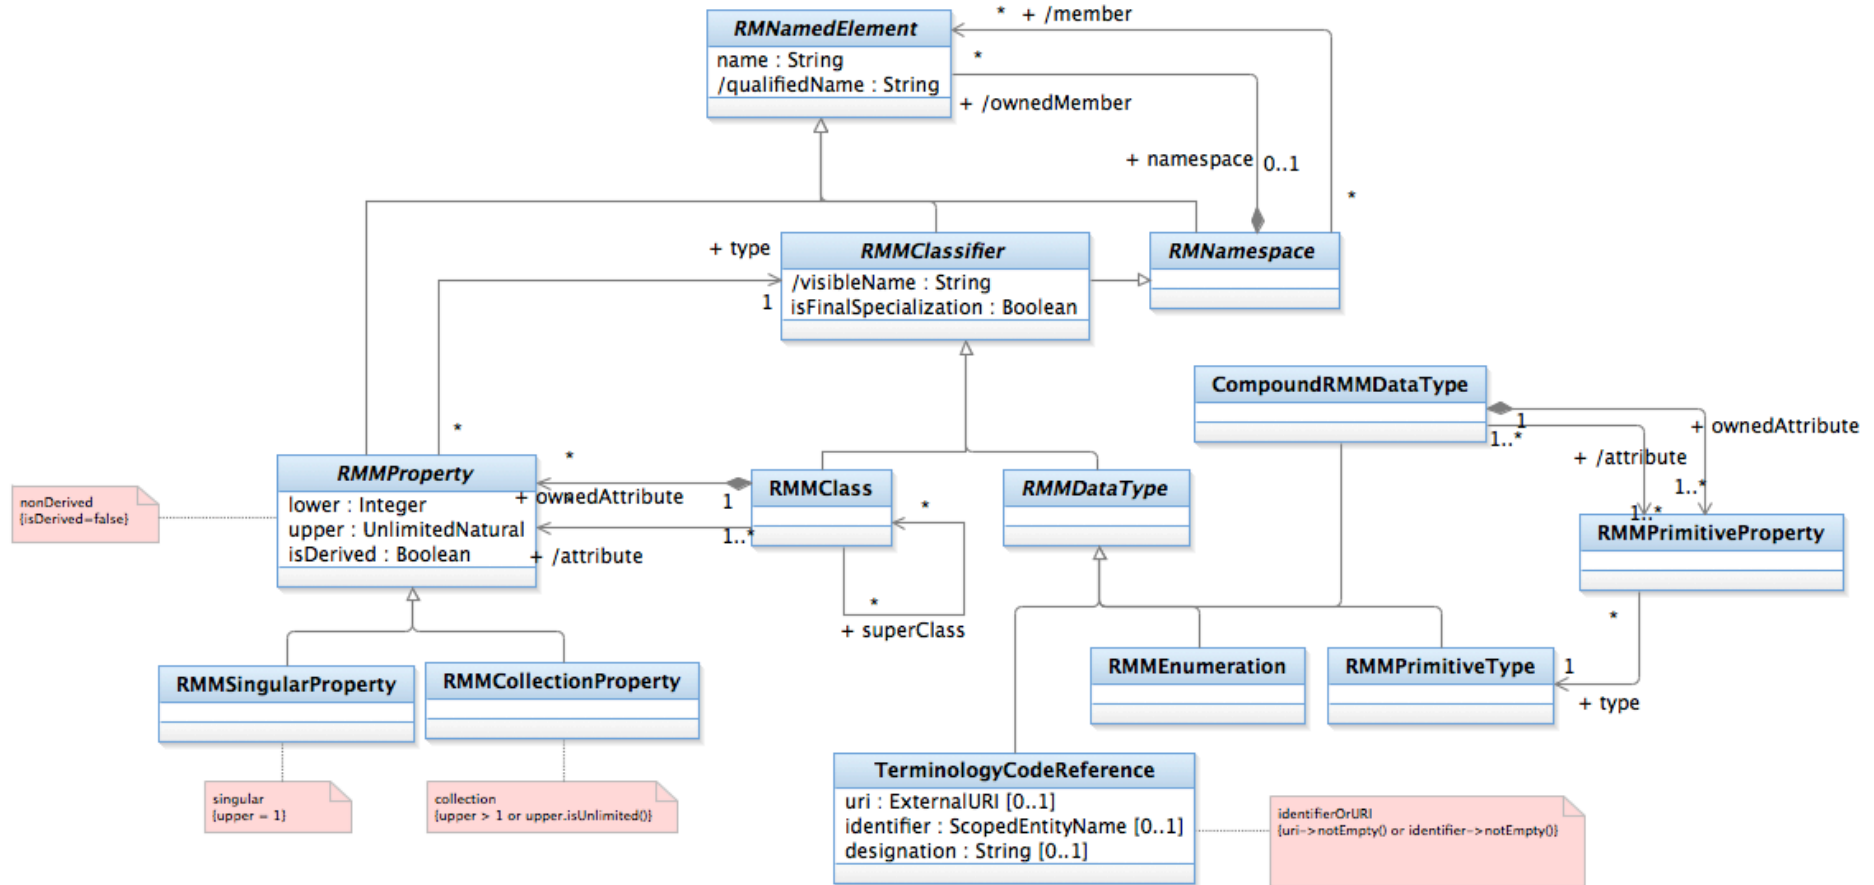 * + /member
RMNamedElement
name : String
/qualifiedName : String
*
+ /ownedMember
+ namespace 0..1
*
+ type
1
RMMClassifier
/visibleName : String
isFinalSpecialization : Boolean
RMNamespace
CompoundRMMDataType
1
1..*
+ ownedAttribute
+ /attribute
1..*
1..*
RMMPrimitiveProperty
*
*
RMMProperty
lower : Integer
upper : UnlimitedNatural
isDerived : Boolean
nonDerived
{isDerived=false}
+ ownedAttribute
*
1
1..*
+ /attribute
RMMClass
*
*
+ superClass
RMMDataType
RMMSingularProperty
RMMCollectionProperty
RMMEnumeration
RMMPrimitiveType
1
*
+ type
singular
{upper = 1}
collection
{upper > 1 or upper.isUnlimited()}
TerminologyCodeReference
uri : ExternalURI [0..1]
identifier : ScopedEntityName [0..1]
designation : String [0..1]
identifierOrURI
{uri->notEmpty() or identifier->notEmpty()}